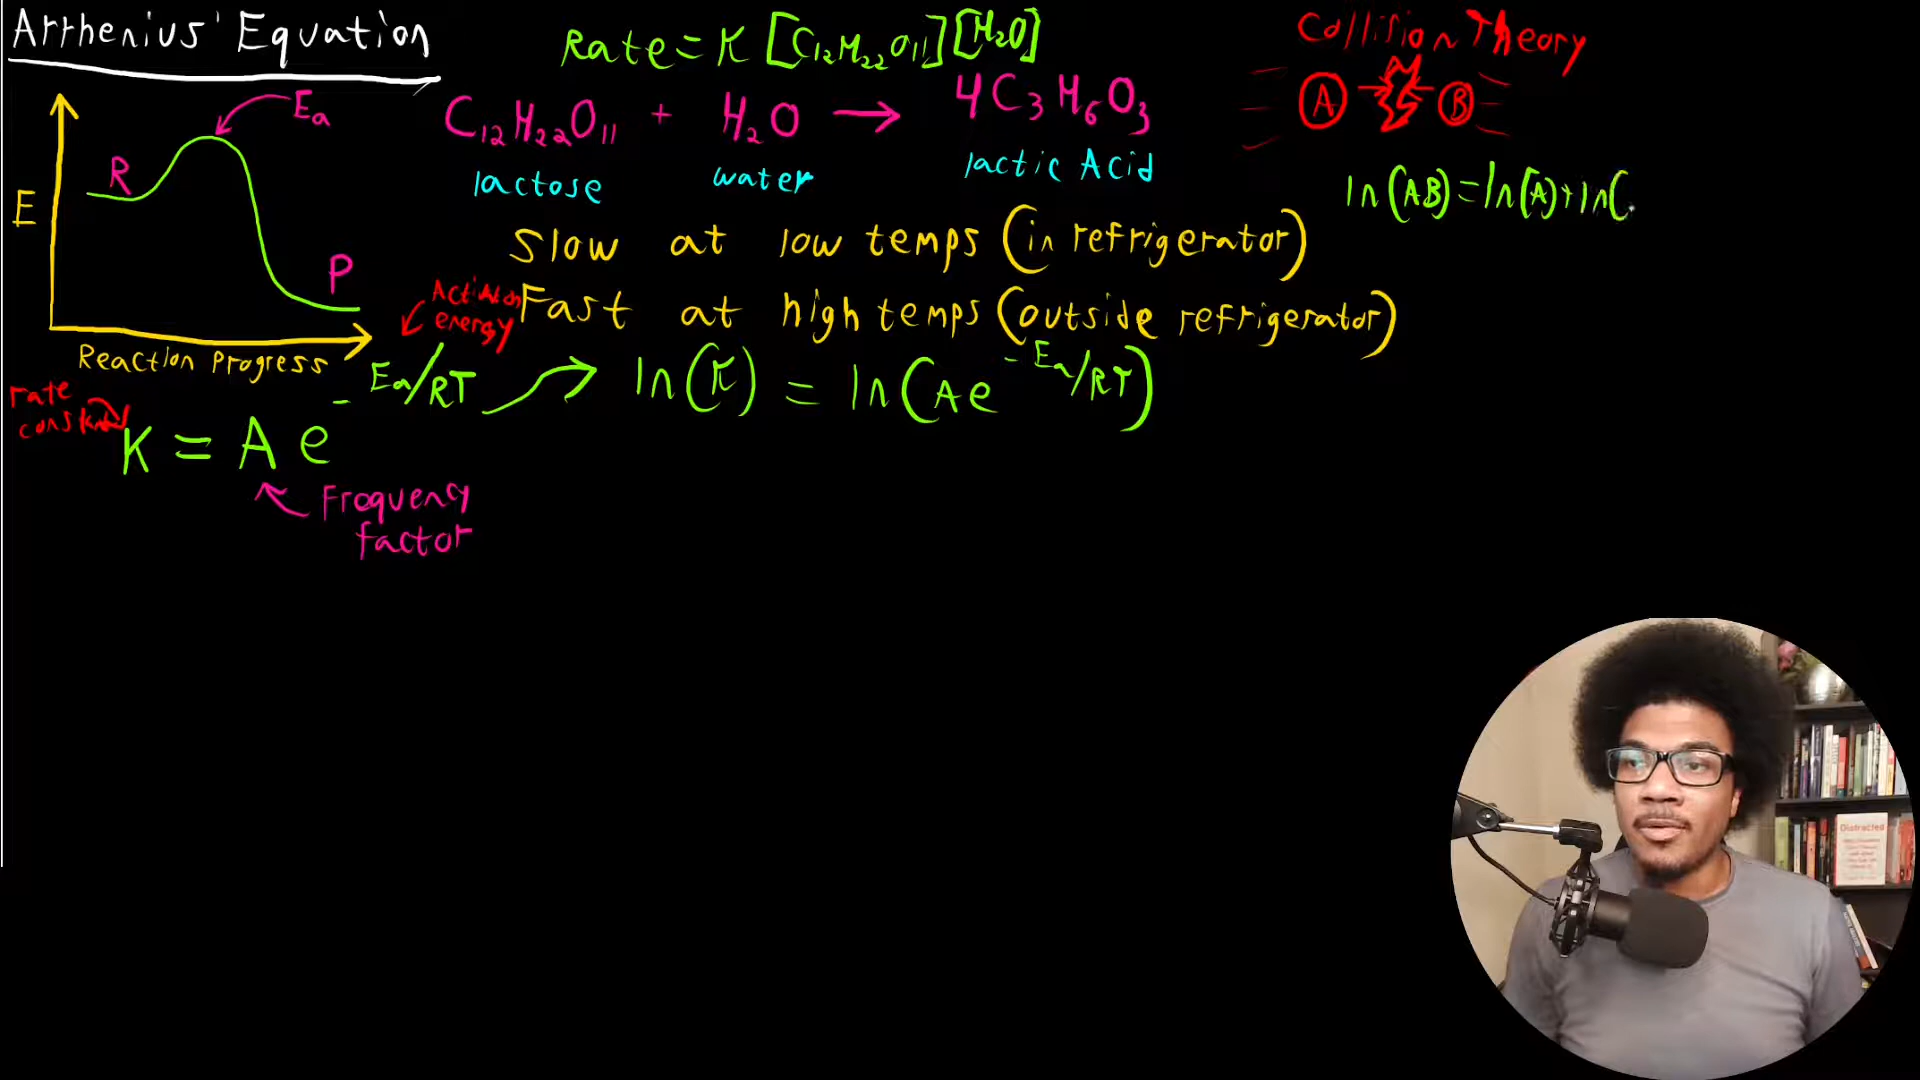 Arrhenius' Equation
Rate = K [C₁₂H₂₂O₁₁][H₂O]
Collision Theory
A B
Ea
C₁₂H₂₂O₁₁ + H₂O → 4C₃H₆O₃
lactose water lactic Acid
R
P
E
Reaction Progress
ln(AB) = ln(A) + ln(
Slow at low temps (in refrigerator)
Fast at high temps (outside refrigerator)
Activation
energy
rate
constant
K = A e^-Ea/RT
ln(K) = ln(Ae^-Ea/RT)
Frequency
factor
Distracted